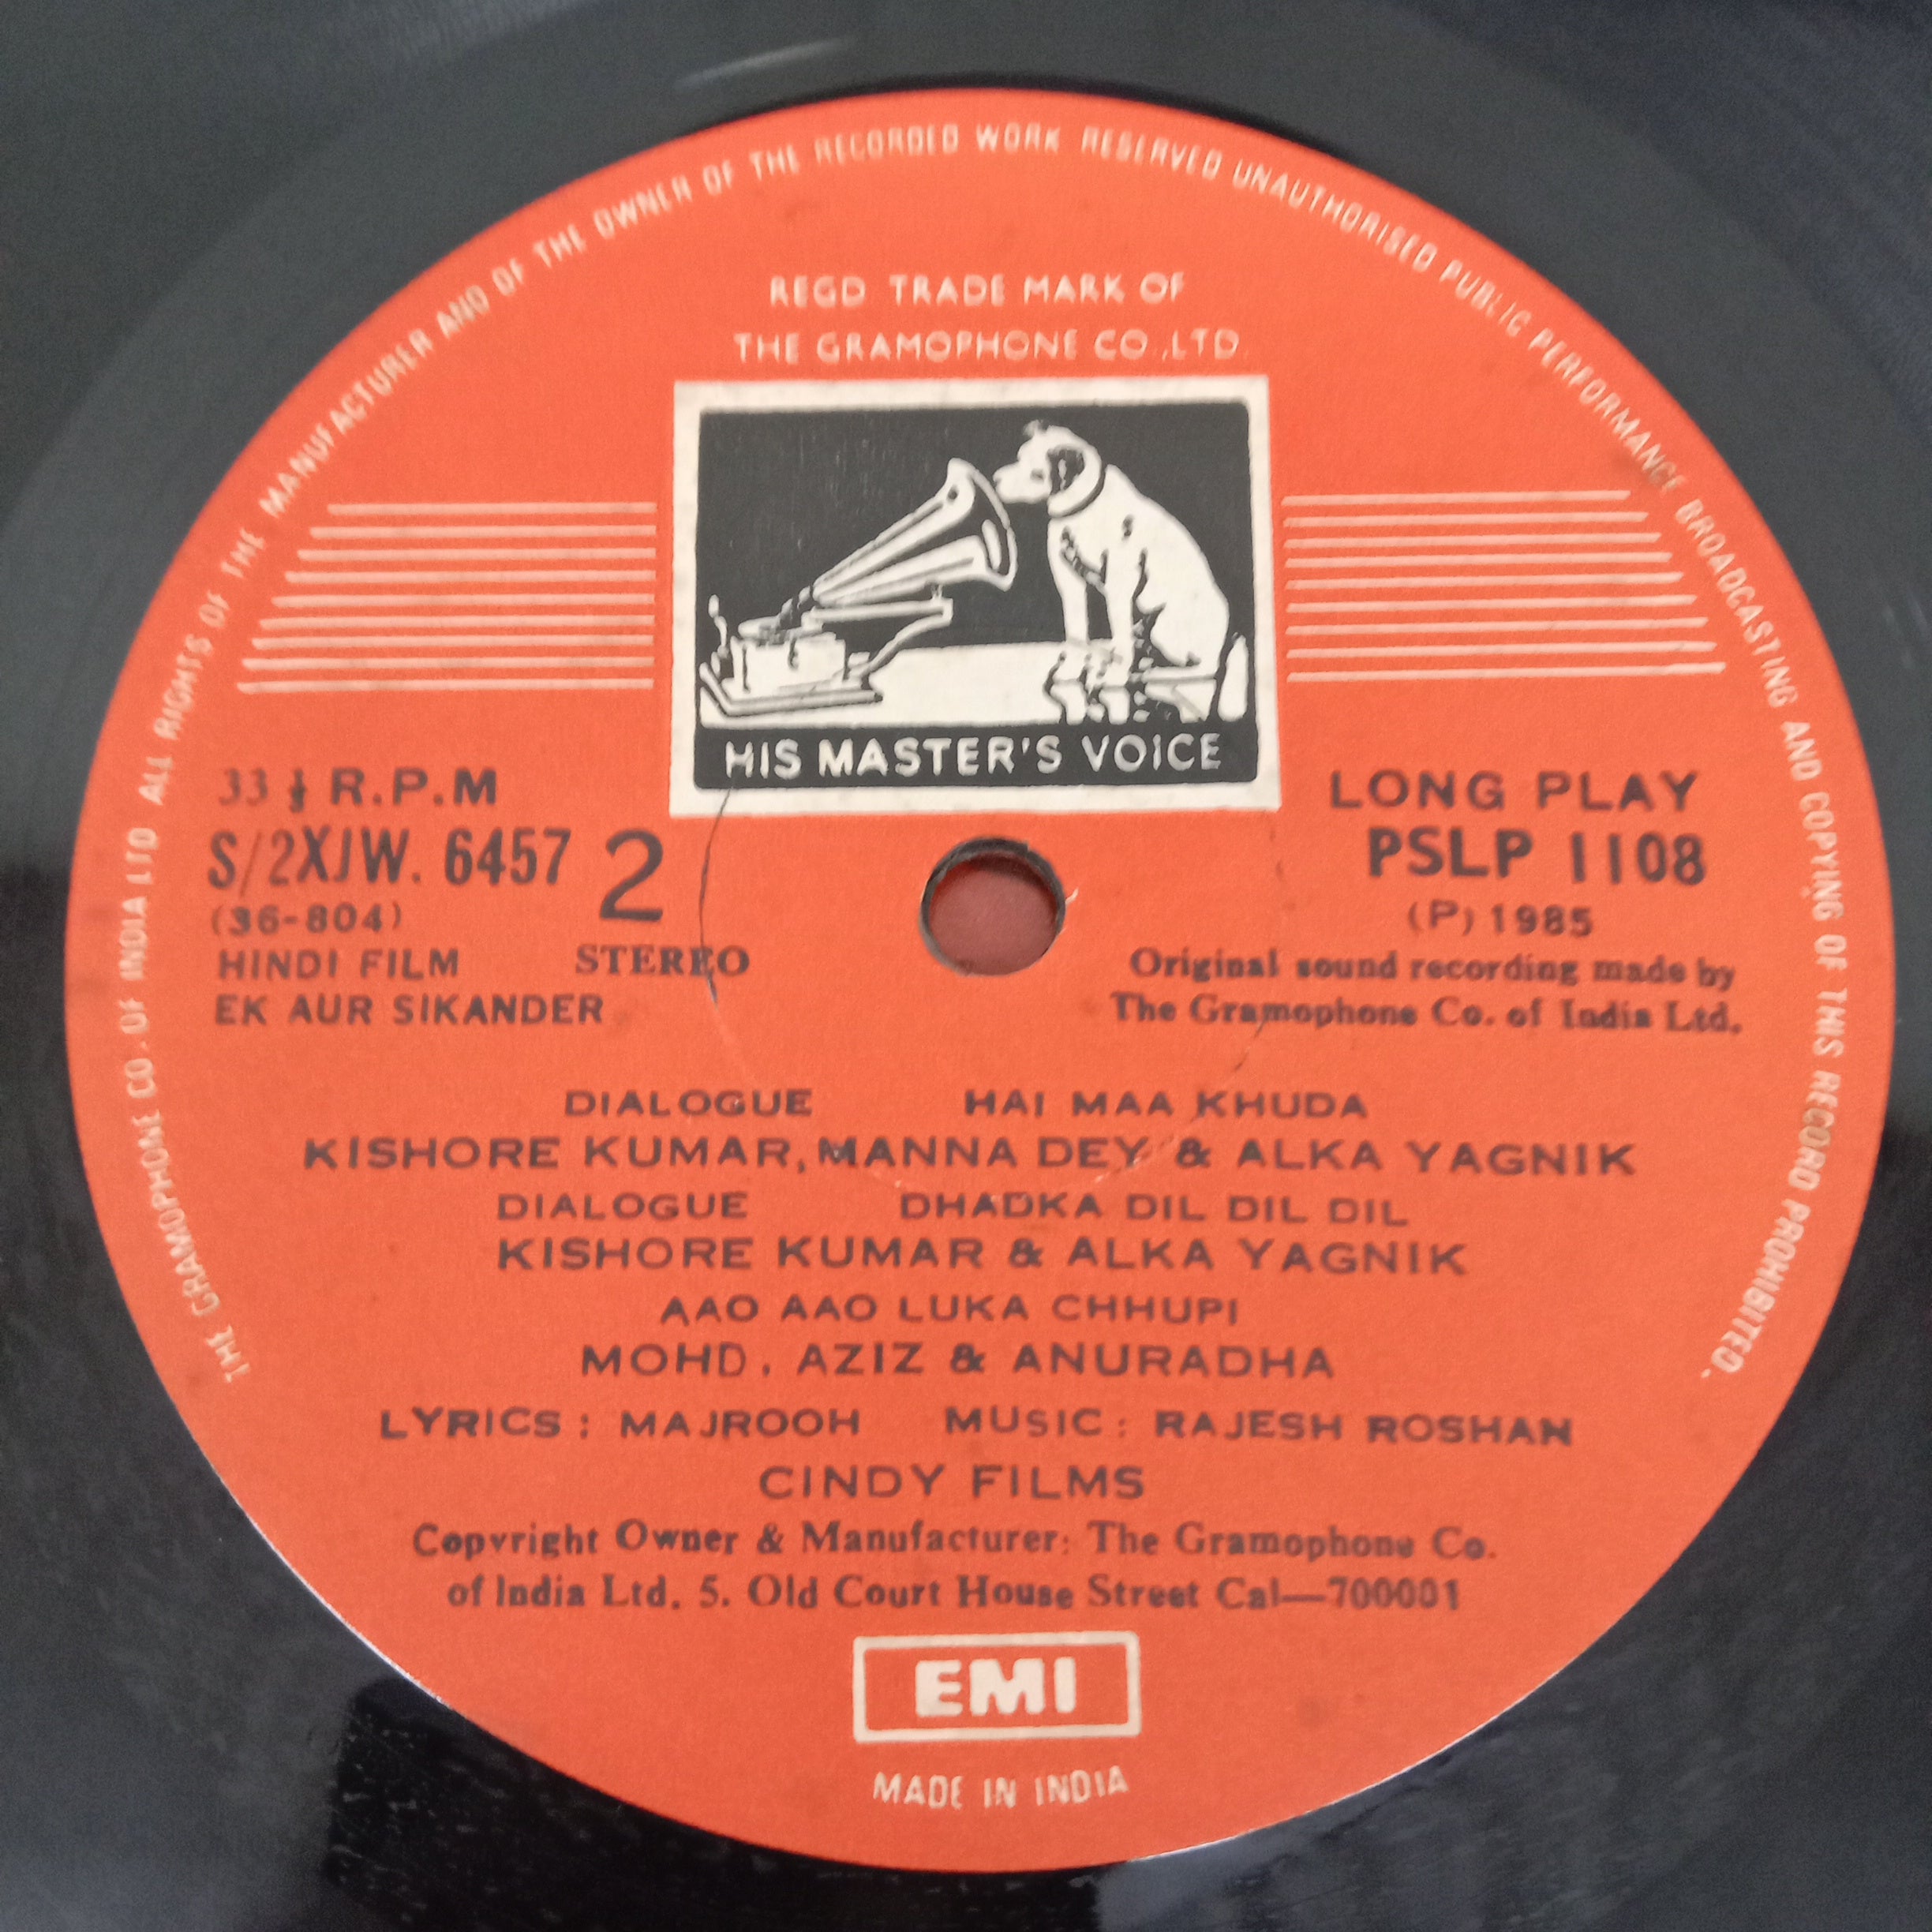 THE GRAMOPHONE CO. OF INDIA LTD ALL RIGHTS OF THE MANUFACTURER AND OF THE OWNER OF THE RECORDED WORK RESERVED UNAUTHORISED PUBLIC PERFORMANCE BROADCASTING AND COPYING OF THIS RECORD PROHIBITED.
REGD TRADE MARK OF
THE GRAMOPHONE CO.,LTD.
HIS MASTER'S VOICE
33 ⅓ R.P.M
S/2XJW. 6457 2
(36-804)
HINDI FILM STEREO
EK AUR SIKANDER
LONG PLAY
PSLP 1108
(P) 1985
Original sound recording made by
The Gramophone Co. of India Ltd.
DIALOGUE HAI MAA KHUDA
KISHORE KUMAR, MANNA DEY & ALKA YAGNIK
DIALOGUE DHADKA DIL DIL DIL
KISHORE KUMAR & ALKA YAGNIK
AAO AAO LUKA CHHUPI
MOHD. AZIZ & ANURADHA
LYRICS : MAJROOH MUSIC : RAJESH ROSHAN
CINDY FILMS
Copyright Owner & Manufacturer: The Gramophone Co.
of India Ltd. 5. Old Court House Street Cal—700001
EMI
MADE IN INDIA